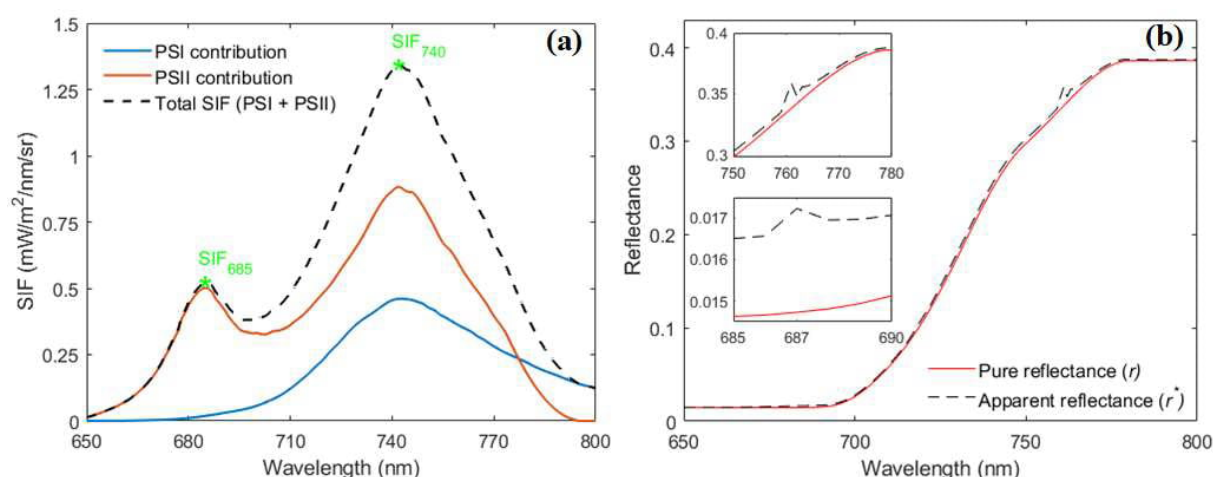 (a)
PSI contribution
PSII contribution
Total SIF (PSI + PSII)
SIF740
SIF685
SIF (mW/m²/nm/sr)
1.5
1.25
1
0.75
0.5
0.25
0
650 680 710 740 770 800
Wavelength (nm)
(b)
0.4
0.3
0.2
0.1
0
Reflectance
0.4
0.35
0.3
750 760 770 780
0.017
0.015
685 687 690
Pure reflectance (r)
Apparent reflectance (r*)
650 700 750 800
Wavelength (nm)